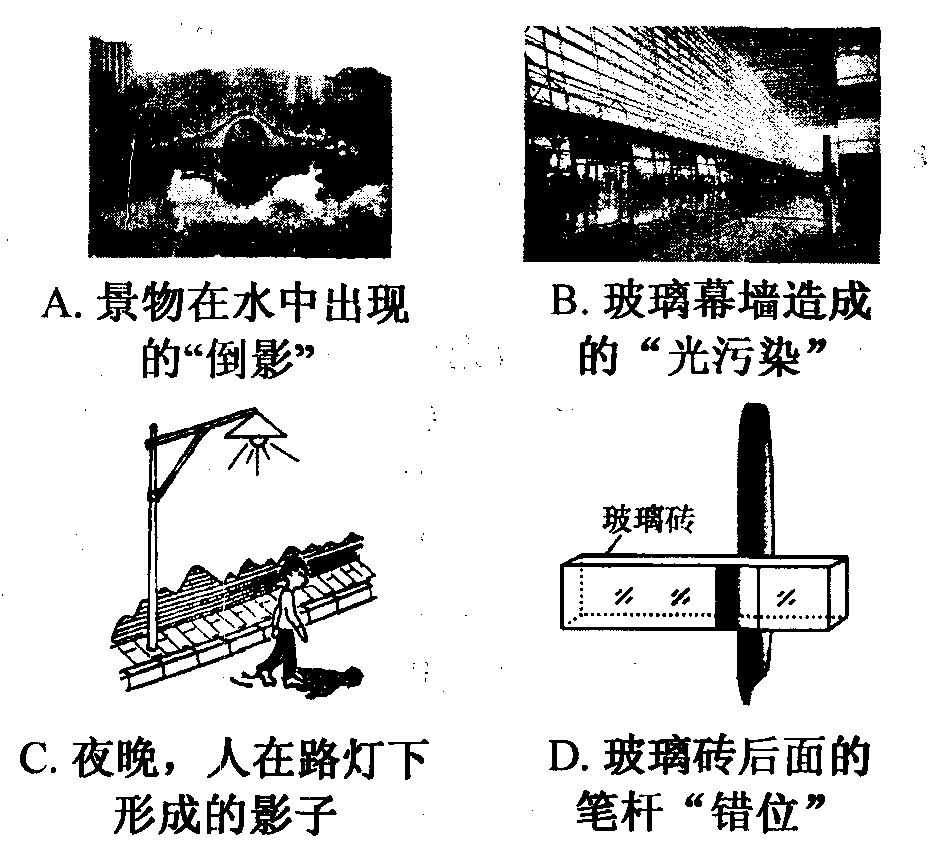 A. 景物在水中出现
的“倒影”
B. 玻璃幕墙造成
的“光污染”
玻璃砖
C. 夜晚，人在路灯下
形成的影子
D. 玻璃砖后面的
笔杆“错位”